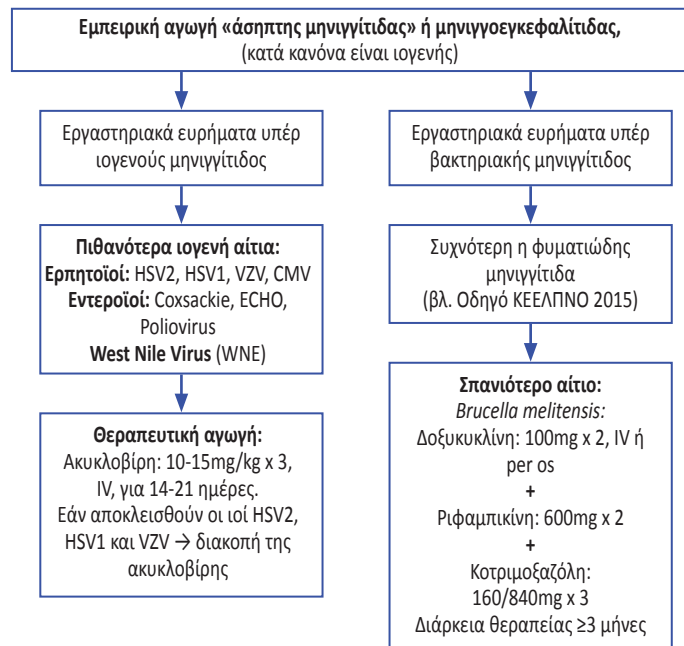 Εμπειρική αγωγή «άσηπτης μηνιγγίτιδας» ή μηνιγγοεγκεφαλίτιδας,
(κατά κανόνα είναι ιογενής)
Εργαστηριακά ευρήματα υπέρ
ιογενούς μηνιγγίτιδος
Πιθανότερα ιογενή αίτια:
Ερπητοϊοί: HSV2, HSV1, VZV, CMV
Εντεροϊοί: Coxsackie, ECHO,
Poliovirus
West Nile Virus (WNE)
Θεραπευτική αγωγή:
Ακυκλοβίρη: 10-15mg/kg x 3,
IV, για 14-21 ημέρες.
Εάν αποκλεισθούν οι ιοί HSV2,
HSV1 και VZV → διακοπή της
ακυκλοβίρης
Εργαστηριακά ευρήματα υπέρ
βακτηριακής μηνιγγίτιδος
Συχνότερη η φυματιώδης
μηνιγγίτιδα
(βλ. Οδηγό ΚΕΕΛΠΝΟ 2015)
Σπανιότερο αίτιο:
Brucella melitensis:
Δοξυκυκλίνη: 100mg x 2, IV ή
per os
+
Ριφαμπικίνη: 600mg x 2
+
Κοτριμοξαζόλη:
160/840mg x 3
Διάρκεια θεραπείας ≥3 μήνες